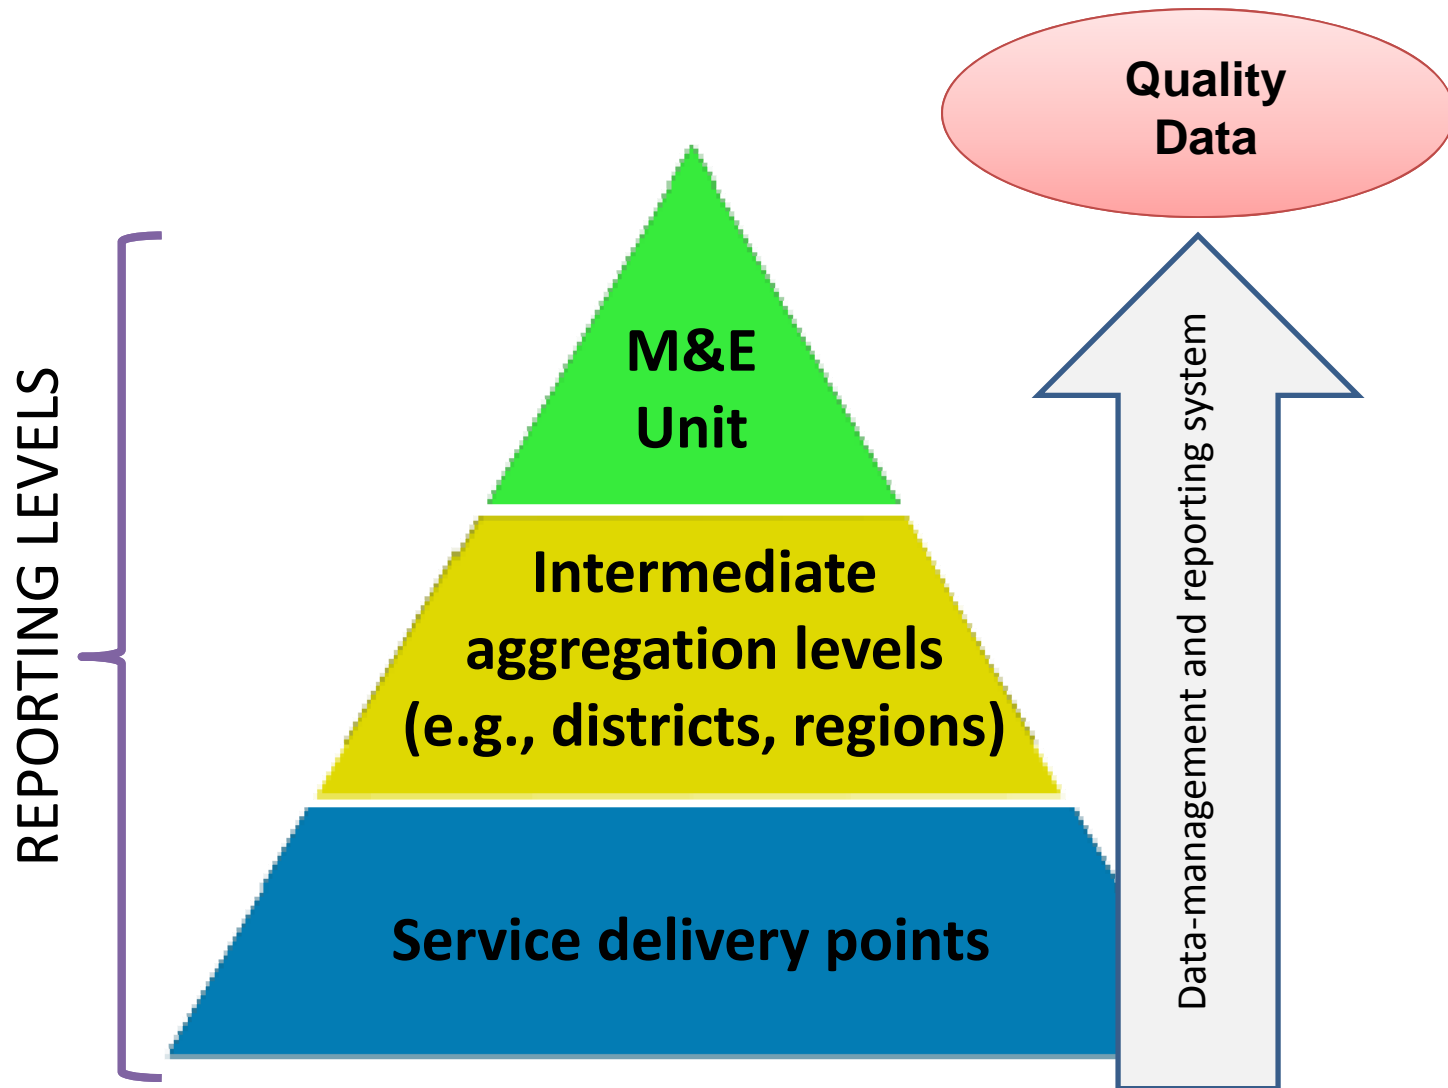 Quality
Data
REPORTING LEVELS
M&E
Unit
Intermediate
aggregation levels
(e.g., districts, regions)
Service delivery points
Data-management and reporting system